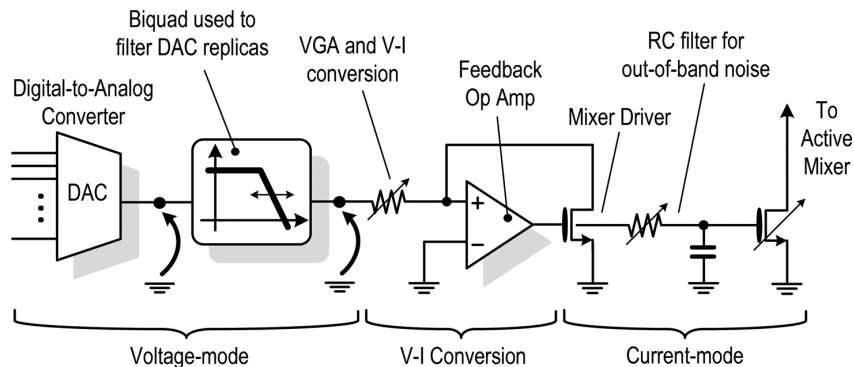 Biquad used to
filter DAC replicas
VGA and V-I
conversion
RC filter for
out-of-band noise
Digital-to-Analog
Converter
Feedback
Op Amp
Mixer Driver
To
Active
Mixer
DAC
+
−
Voltage-mode
V-I Conversion
Current-mode